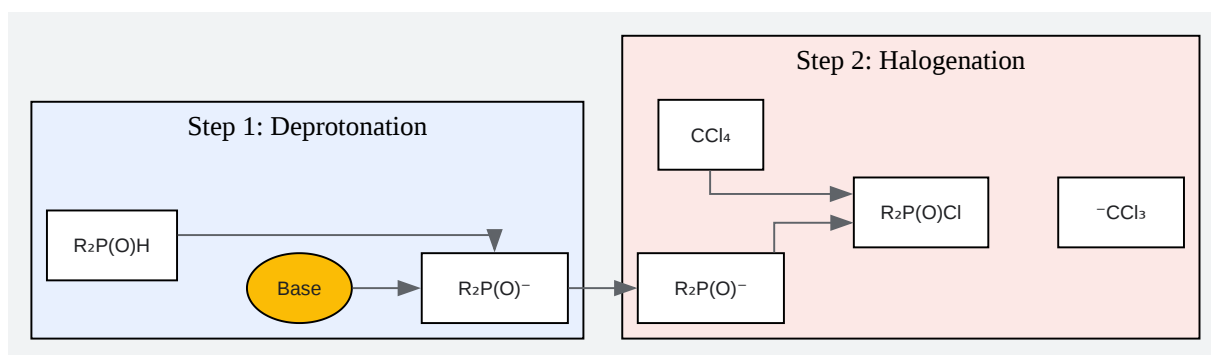 Step 1: Deprotonation
R₂P(O)H
Base
R₂P(O)⁻
Step 2: Halogenation
CCl₄
R₂P(O)⁻
R₂P(O)Cl
⁻CCl₃